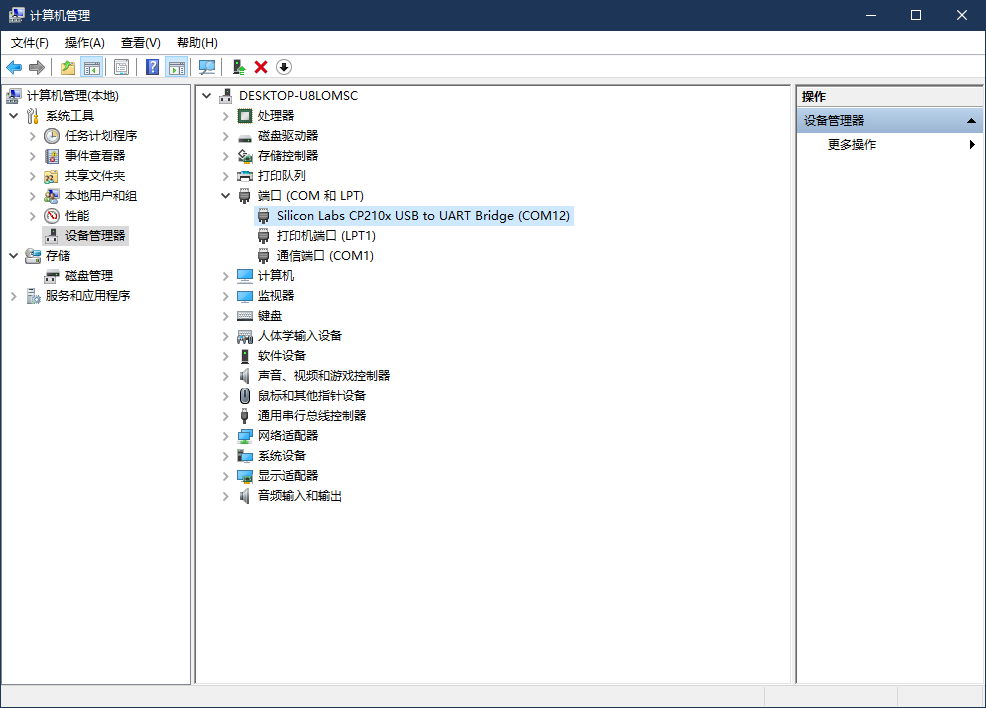 计算机管理
文件(F) 操作(A) 查看(V) 帮助(H)
计算机管理(本地)
系统工具
任务计划程序
事件查看器
共享文件夹
本地用户和组
性能
设备管理器
存储
磁盘管理
服务和应用程序
DESKTOP-U8LOMSC
处理器
磁盘驱动器
存储控制器
打印队列
端口 (COM 和 LPT)
Silicon Labs CP210x USB to UART Bridge (COM12)
打印机端口 (LPT1)
通信端口 (COM1)
计算机
监视器
键盘
人体学输入设备
软件设备
声音、视频和游戏控制器
鼠标和其他指针设备
通用串行总线控制器
网络适配器
系统设备
显示适配器
音频输入和输出
操作
设备管理器
更多操作